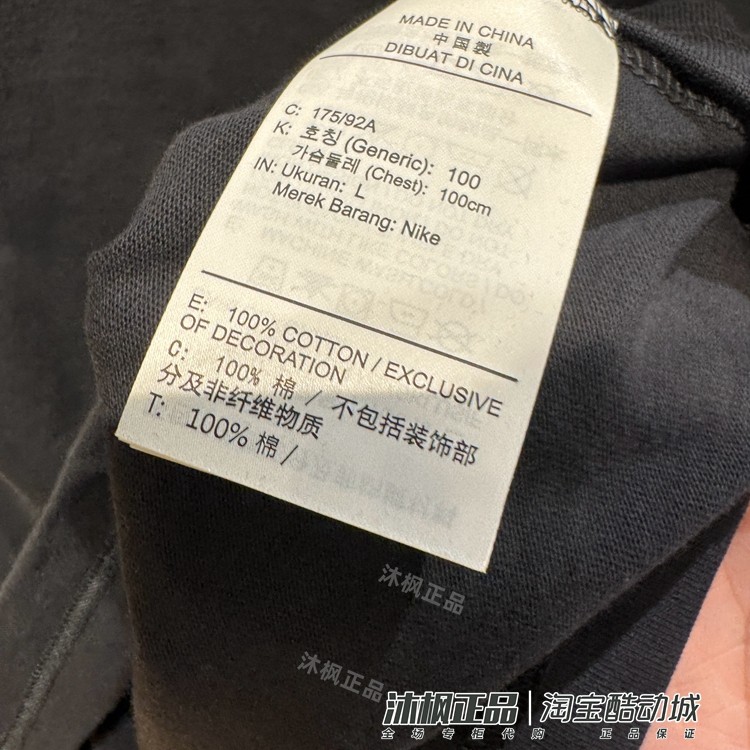 MADE IN CHINA
中国製
DIBUAT DI CINA
C: 175/92A
K: 호칭 (Generic): 100
가슴둘레 (Chest): 100cm
IN: Ukuran: L
Merek Barang: Nike
E: 100% COTTON / EXCLUSIVE
OF DECORATION
C: 100% 棉 / 不包括装饰部
分及非纤维物质
T: 100% 棉 /
沐枫正品
沐枫正品
沐枫正品 淘宝酷动城
全场专柜代购 正品保证